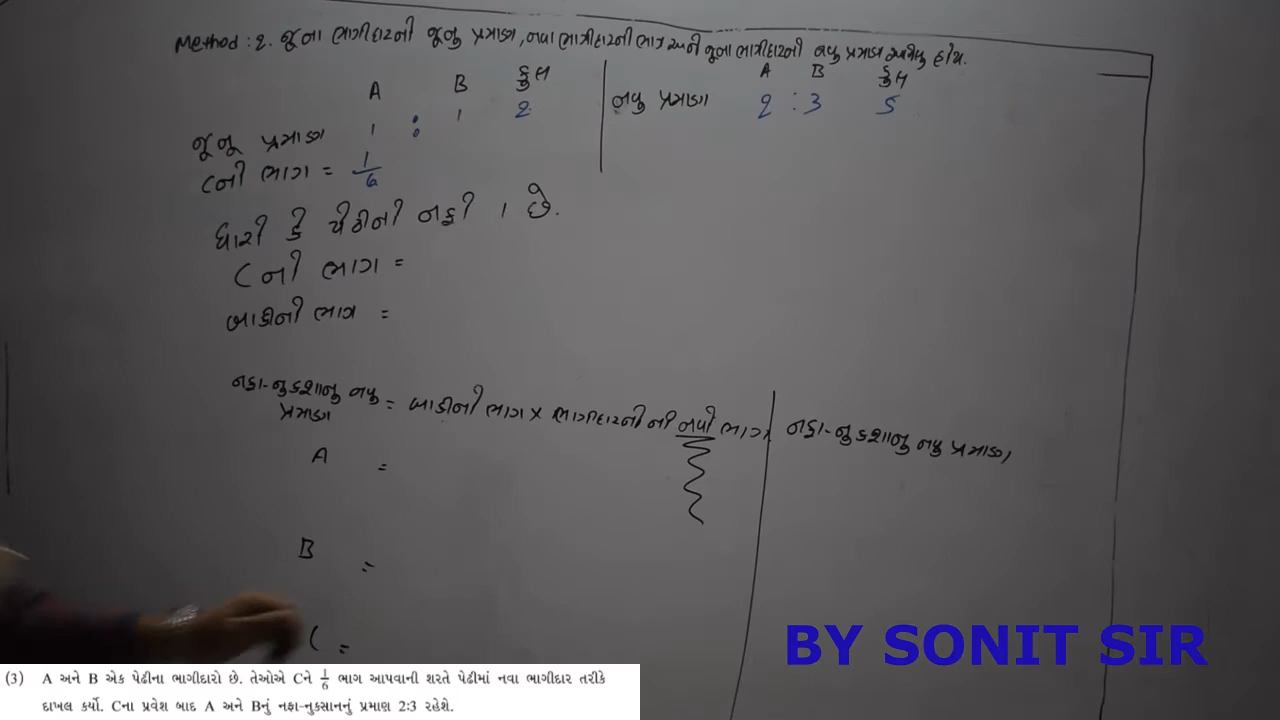 Method : 2. જૂના ભાગીદારની જૂનુ પ્રમાણ, નવા ભાગીદારની ભાગ અને જૂના ભાગીદારની નવુ પ્રમાણ આપેલુ હોય.
A B કુલ
જૂનૂ પ્રમાણ 1 : 1 2
Cની ભાગ = 1/6
A B કુલ
નવુ પ્રમાણ 2 : 3 5
ધારો કે પેઢીની નફો 1 છે.
Cની ભાગ =
બાકીની ભાગ =
નફા-નુકશાનુ નવુ પ્રમાણ = બાકીની ભાગ × ભાગીદારની નવો ભાગ
A =
B =
C =
નફા-નુકશાનુ નવુ પ્રમાણ,
BY SONIT SIR
(3) A અને B એક પેઢીના ભાગીદારો છે. તેઓએ Cને 1/6 ભાગ આપવાની શરતે પેઢીમાં નવા ભાગીદાર તરીકે
દાખલ કર્યો. Cના પ્રવેશ બાદ A અને Bનું નફા-નુકસાનનું પ્રમાણ 2:3 રહેશે.